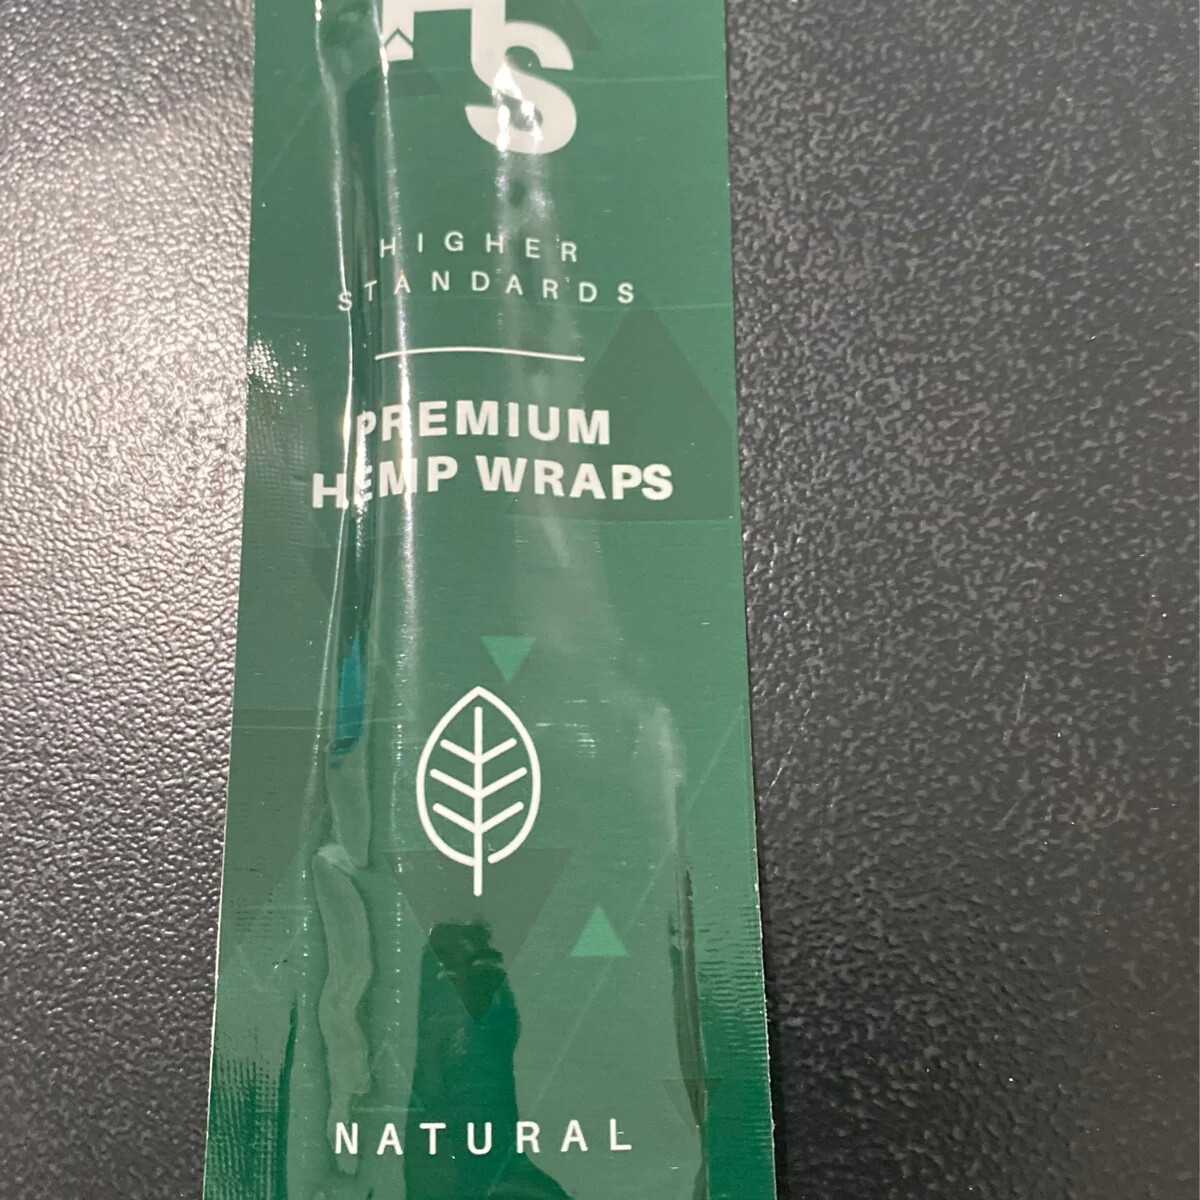 HS
HIGHER
STANDARDS
PREMIUM
HEMP WRAPS
NATURAL